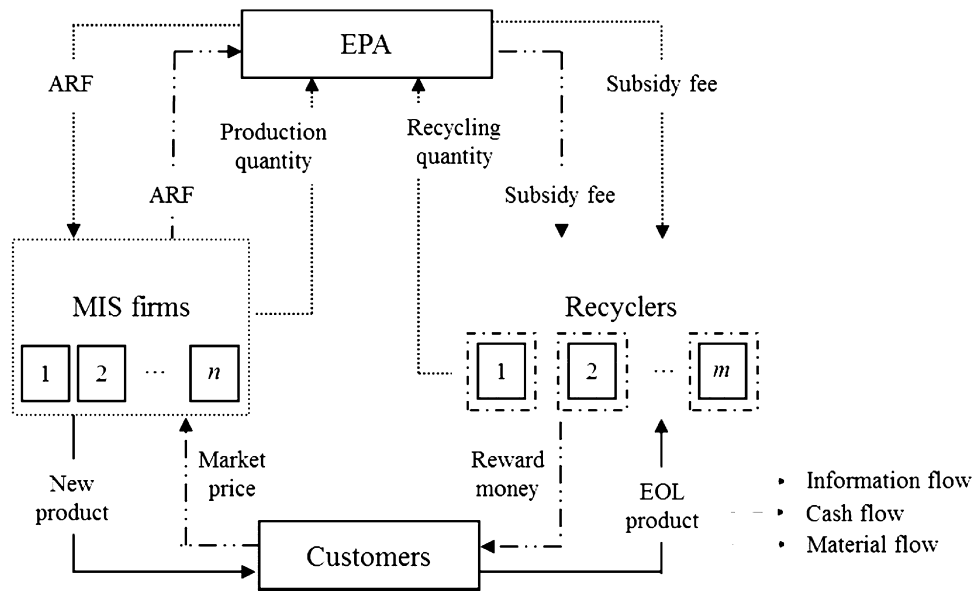 EPA
ARF
Subsidy fee
Production
quantity
Recycling
quantity
ARF
Subsidy fee
MIS firms
1 2 ... n
Recyclers
1 2 ... m
New
product
Market
price
Reward
money
EOL
product
Customers
Information flow
Cash flow
Material flow